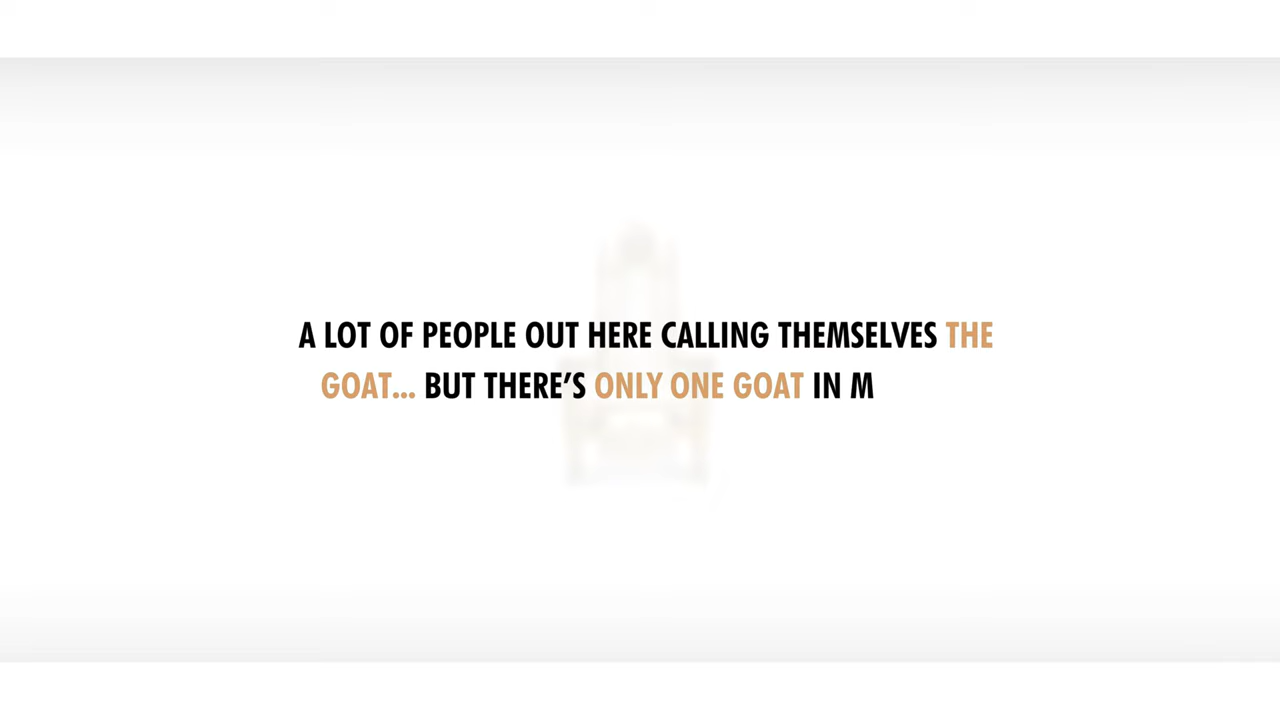 A LOT OF PEOPLE OUT HERE CALLING THEMSELVES THE
GOAT... BUT THERE’S ONLY ONE GOAT IN M